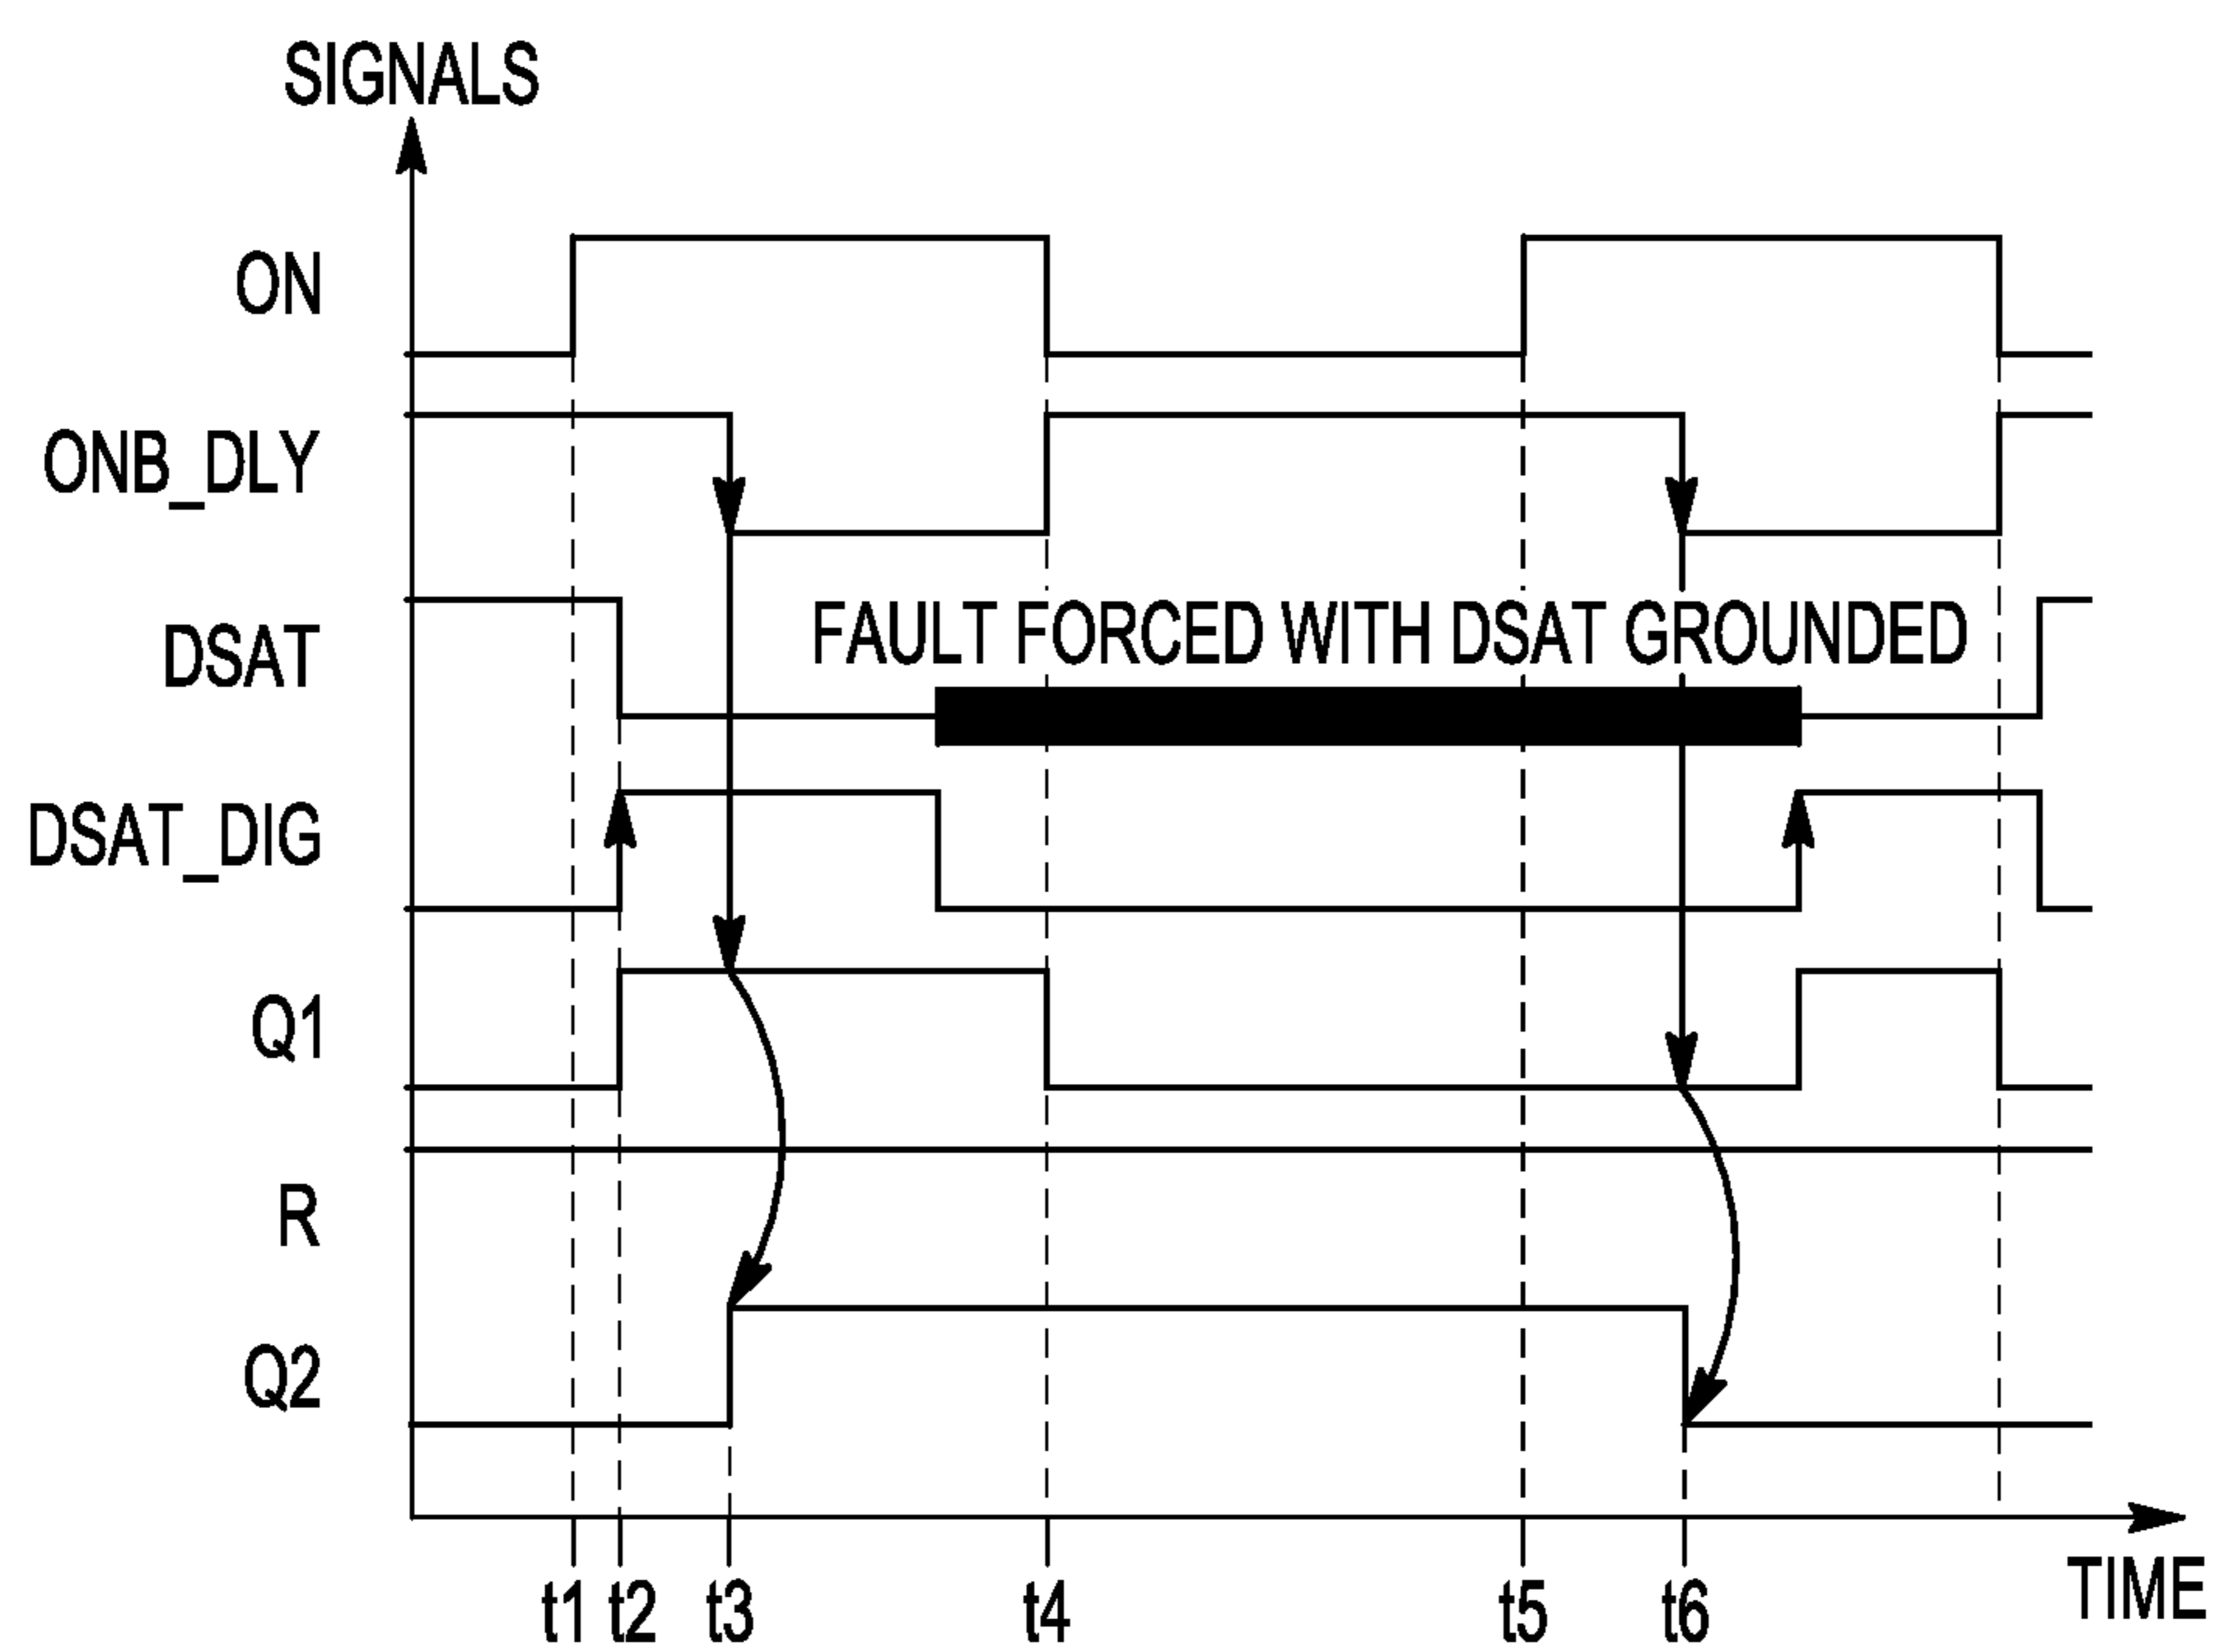 SIGNALS
ON
ONB_DLY
FAULT FORCED WITH DSAT GROUNDED
DSAT
DSAT_DIG
Q1
R
Q2
TIME
t1 t2 t3 t4 t5 t6